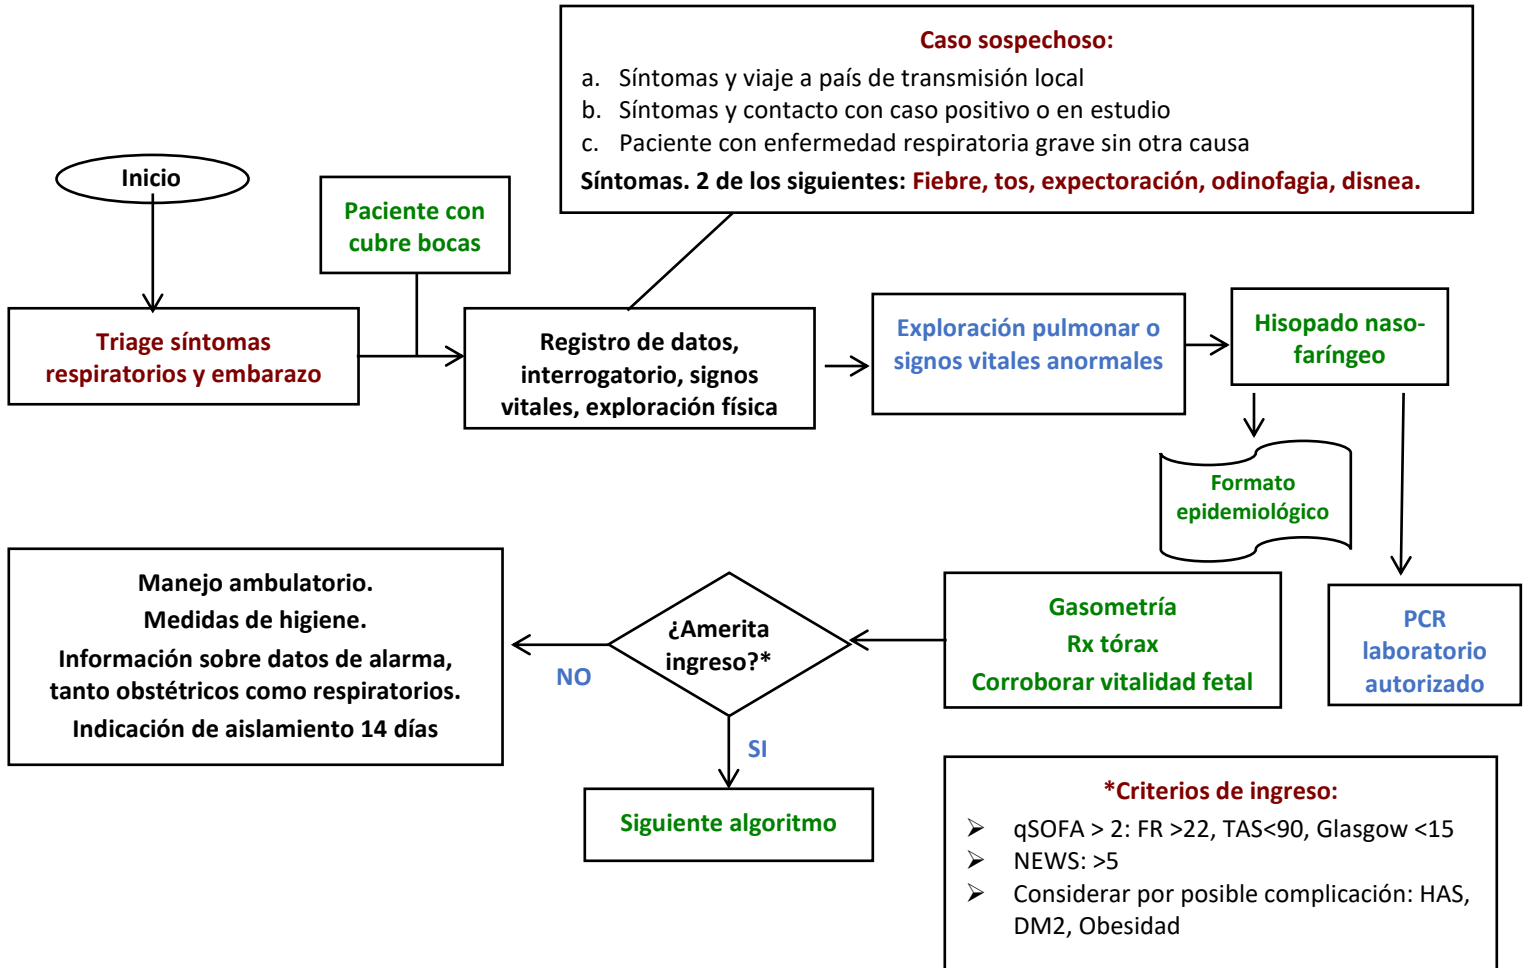 Caso sospechoso:
a. Síntomas y viaje a país de transmisión local
b. Síntomas y contacto con caso positivo o en estudio
c. Paciente con enfermedad respiratoria grave sin otra causa
Síntomas. 2 de los siguientes: Fiebre, tos, expectoración, odinofagia, disnea.
Inicio
Paciente con
cubre bocas
Triage síntomas
respiratorios y embarazo
Registro de datos,
interrogatorio, signos
vitales, exploración física
Exploración pulmonar o
signos vitales anormales
Hisopado naso-
faríngeo
Formato
epidemiológico
PCR
laboratorio
autorizado
Gasometría
Rx tórax
Corroborar vitalidad fetal
¿Amerita
ingreso?*
NO
SI
Manejo ambulatorio.
Medidas de higiene.
Información sobre datos de alarma,
tanto obstétricos como respiratorios.
Indicación de aislamiento 14 días
Siguiente algoritmo
*Criterios de ingreso:
➢ qSOFA > 2: FR >22, TAS<90, Glasgow <15
➢ NEWS: >5
➢ Considerar por posible complicación: HAS,
DM2, Obesidad